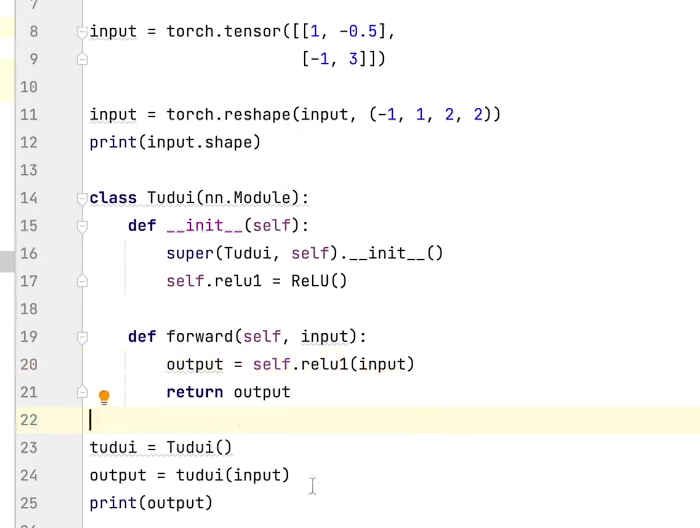 7
8 input = torch.tensor([[1, -0.5],
9 [-1, 3]])
10
11 input = torch.reshape(input, (-1, 1, 2, 2))
12 print(input.shape)
13
14 class Tudui(nn.Module):
15 def __init__(self):
16 super(Tudui, self).__init__()
17 self.relu1 = ReLU()
18
19 def forward(self, input):
20 output = self.relu1(input)
21 return output
22
23 tudui = Tudui()
24 output = tudui(input)
25 print(output)